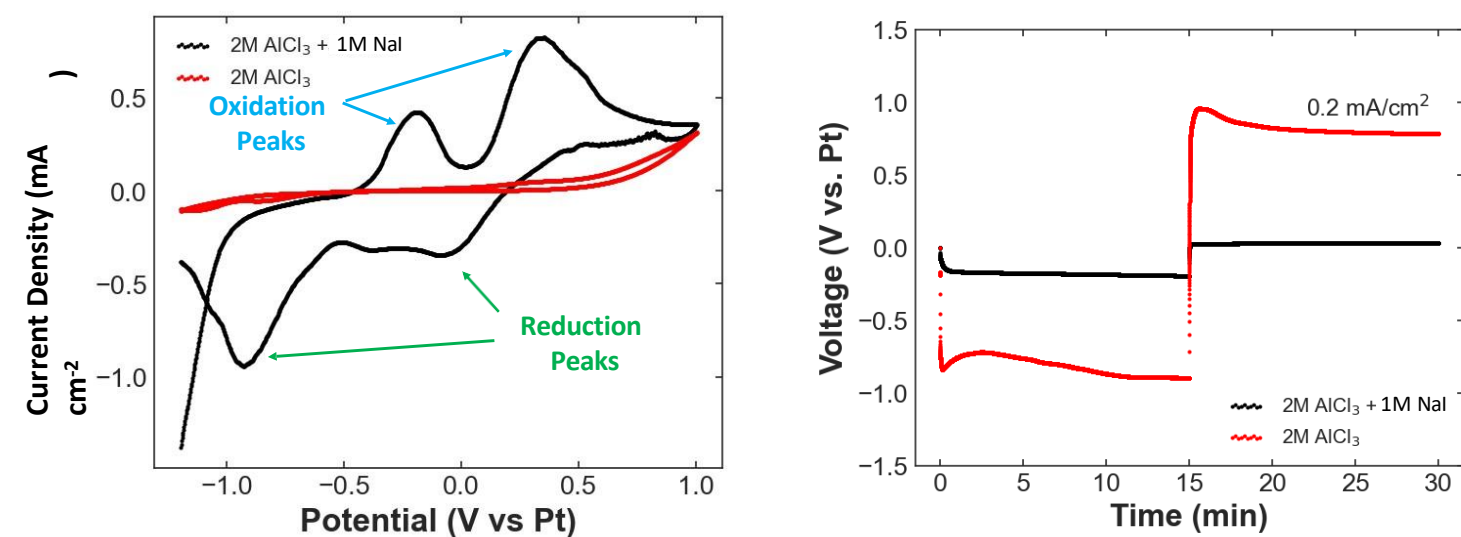 2M AlCl₃ + 1M NaI
2M AlCl₃
Oxidation
Peaks
Reduction
Peaks
Current Density (mA
cm-2
)
0.5
0.0
−0.5
−1.0
−1.0 −0.5 0.0 0.5 1.0
Potential (V vs Pt)
1.5
1.0
0.5
0.0
−0.5
−1.0
−1.5
Voltage (V vs. Pt)
0.2 mA/cm²
2M AlCl₃ + 1M NaI
2M AlCl₃
0 5 10 15 20 25 30
Time (min)